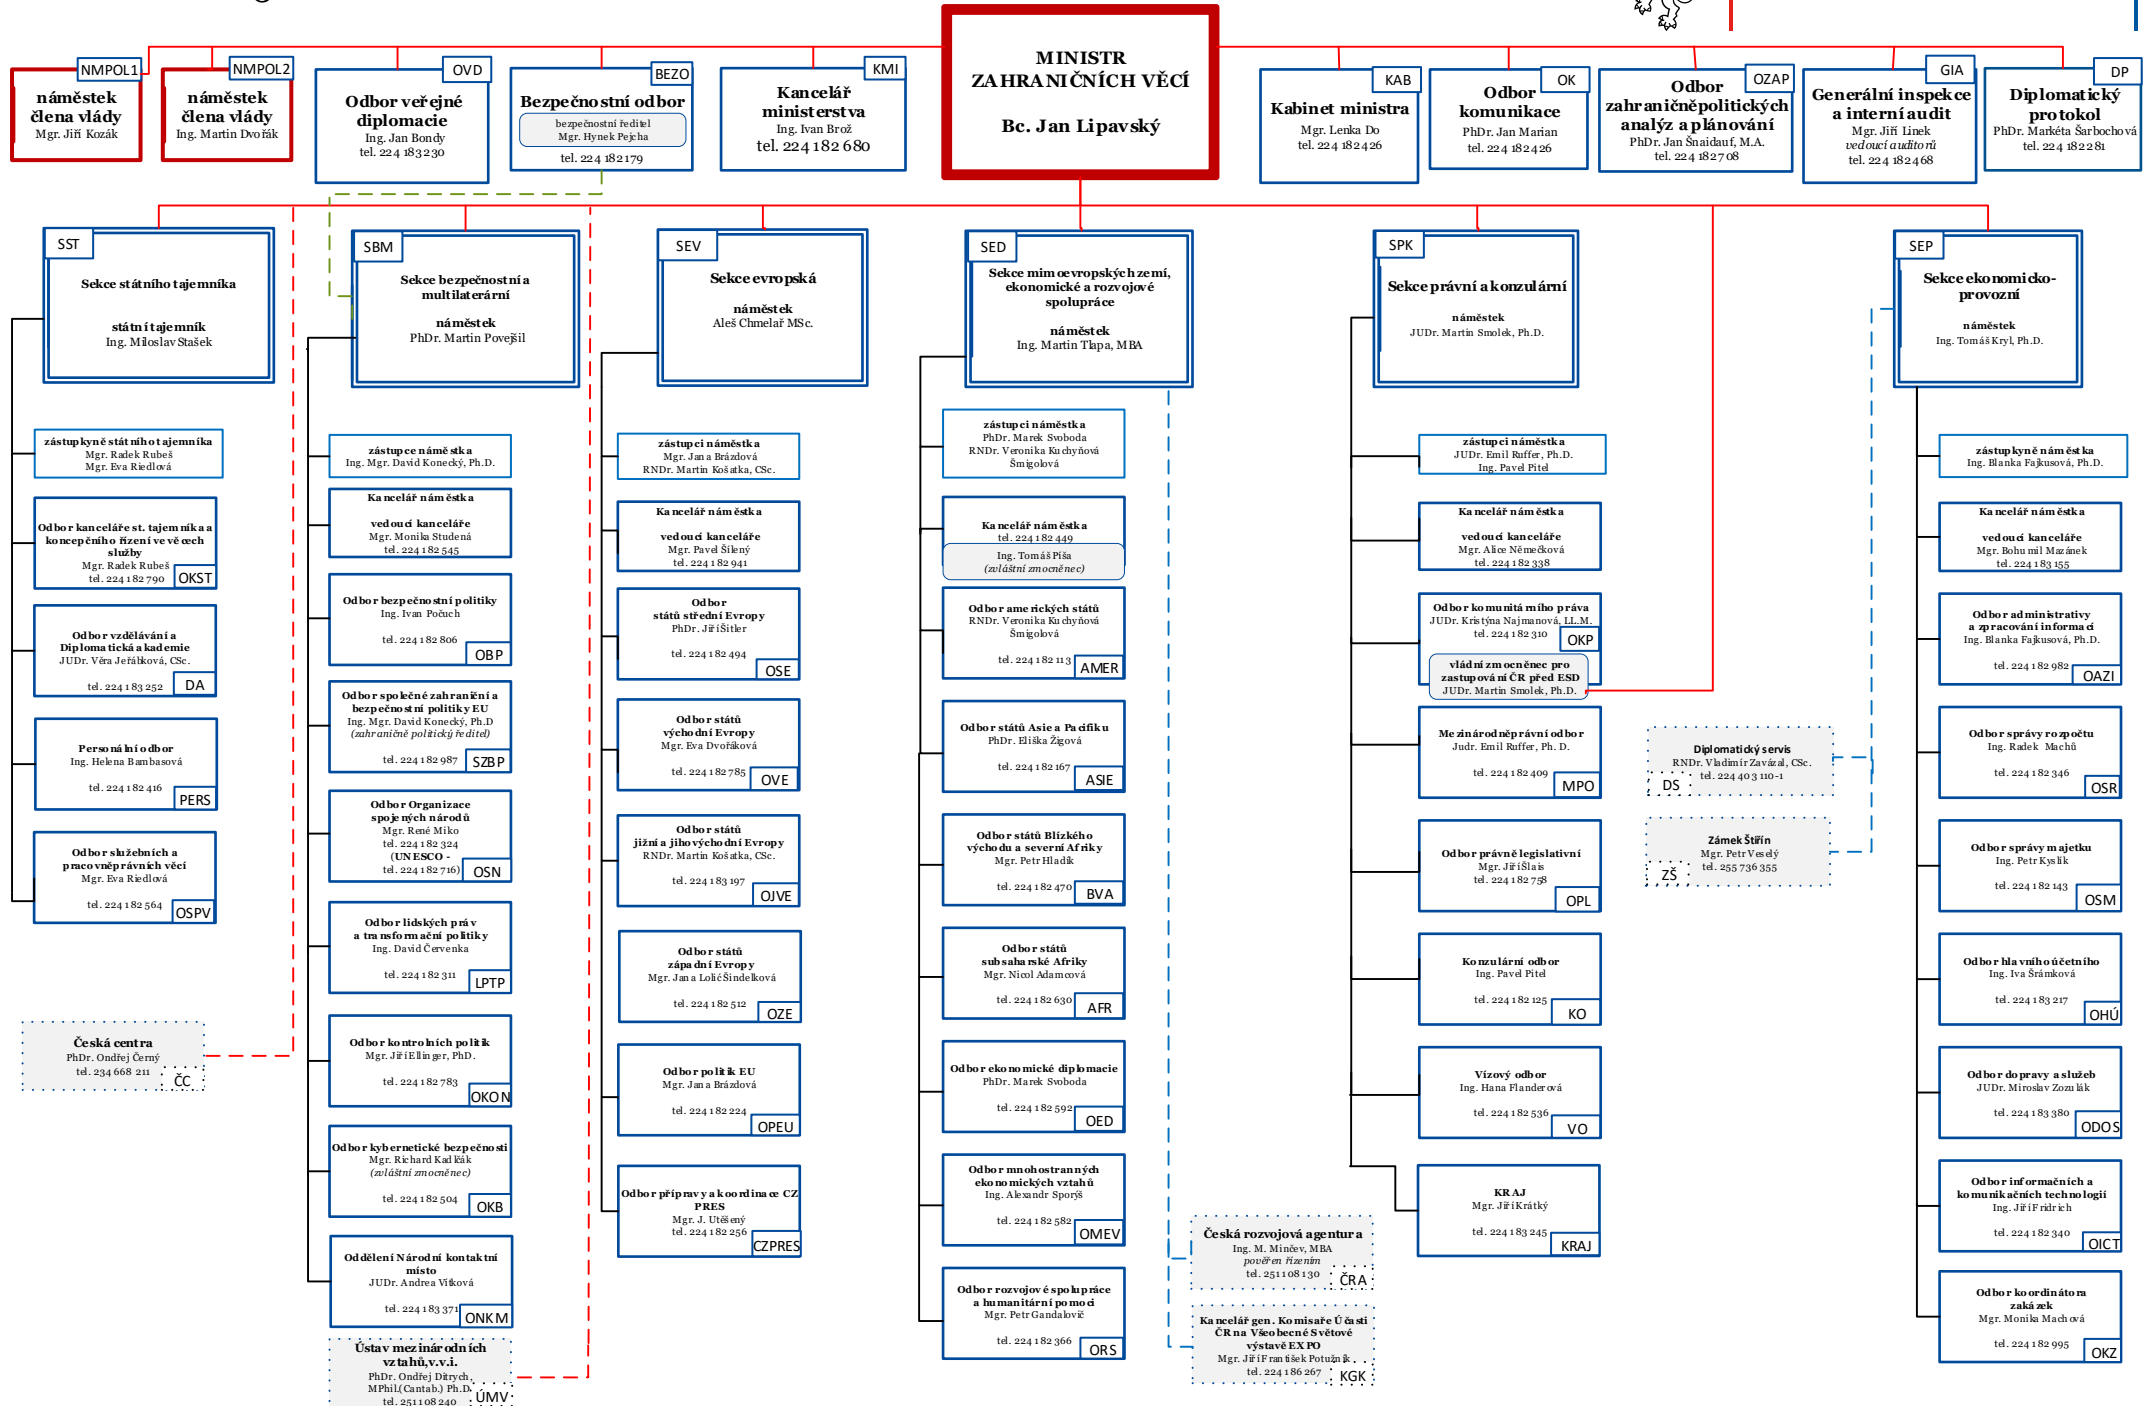 MINISTR
ZAHRANIČNÍCH VĚCÍ
Bc. Jan Lipavský
NMPOL1
náměstek
člena vlády
Mgr. Jiří Kozák
NMPOL2
náměstek
člena vlády
Ing. Martin Dvořák
OVD
Odbor veřejné
diplomacie
Ing. Jan Bondy
tel. 224 183 230
BEZO
Bezpečnostní odbor
bezpečnostní ředitel
Mgr. Hynek Pejcha
tel. 224 182179
KMI
Kancelář
ministerstva
Ing. Ivan Brož
tel. 224 182 680
KAB
Kabinet ministra
Mgr. Lenka Do
tel. 224 182426
OK
Odbor
komunikace
PhDr. Jan Marian
tel. 224 182426
OZAP
Odbor
zahraničněpolitických
analýz a plánování
PhDr. Jan Šnaidauf, M.A.
tel. 224 182708
GIA
Generální inspekce
a interní audit
Mgr. Jiří Linek
vedoucí auditorů
tel. 224 182468
DP
Diplomatický
protokol
PhDr. Markéta Šarbochová
tel. 224 182281
SST
Sekce státního tajemníka
státní tajemník
Ing. Miloslav Stašek
zástupkyně státního tajemníka
Mgr. Radek Rubeš
Mgr. Eva Riedlová
Odbor kanceláře st. tajemníka a
koncepčního řízení ve věcech
služby
Mgr. Radek Rubeš
tel. 224 182 790
OKST
Odbor vzdělávání a
Diplomatická akademie
JUDr. Věra Jeřábková, CSc.
tel. 224 183 252
DA
Personální odbor
Ing. Helena Bambasová
tel. 224 182 416
PERS
Odbor služebních a
pracovněprávních věcí
Mgr. Eva Riedlová
tel. 224 182 564
OSPV
Česká centra
PhDr. Ondřej Černý
tel. 234 668 211
ČC
SBM
Sekce bezpečnostní a
multilaterární
náměstek
PhDr. Martin Povejšil
zástupce náměstka
Ing. Mgr. David Konecký, Ph.D.
Kancelář náměstka
vedoucí kanceláře
Mgr. Monika Studená
tel. 224 182 545
Odbor bezpečnostní politiky
Ing. Ivan Počuch
tel. 224 182 806
OBP
Odbor společné zahraniční a
bezpečnostní politiky EU
Ing. Mgr. David Konecký, Ph.D
(zahraničně politický ředitel)
tel. 224 182 987
SZBP
Odbor Organizace
spojených národů
Mgr. René Miko
tel. 224 182 324
(UNESCO -
tel. 224 182 716)
OSN
Odbor lidských práv
a transformační politiky
Ing. David Červenka
tel. 224 182 311
LPTP
Odbor kontrolních politik
Mgr. Jiří Ellinger, PhD.
tel. 224 182 783
OKON
Odbor kybernetické bezpečnosti
Mgr. Richard Kadlčák
(zvláštní zmocněnec)
tel. 224 182 504
OKB
Oddělení Národní kontaktní
místo
JUDr. Andrea Vítková
tel. 224 183 371
ONKM
Ústav mezinárodních
vztahů,v.v.i.
PhDr. Ondřej Ditrych,
MPhil.(Cantab.) Ph.D.
tel. 251108 240
ÚMV
SEV
Sekce evropská
náměstek
Aleš Chmelař MSc.
zástupci náměstka
Mgr. Jana Brázdová
RNDr. Martin Košatka, CSc.
Kancelář náměstka
vedoucí kanceláře
Mgr. Pavel Šílený
tel. 224 182 941
Odbor
států střední Evropy
PhDr. Jiří Šitler
tel. 224 182 494
OSE
Odbor států
východní Evropy
Mgr. Eva Dvořáková
tel. 224 182 785
OVE
Odbor států
jižní a jihovýchodní Evropy
RNDr. Martin Košatka, CSc.
tel. 224 183 197
OJVE
Odbor států
západní Evropy
Mgr. Jana Lolić Šindelková
tel. 224 182 512
OZE
Odbor politik EU
Mgr. Jana Brázdová
tel. 224 182 224
OPEU
Odbor přípravy a koordinace CZ
PRES
Mgr. J. Utěšený
tel. 224 182 256
CZPRES
SED
Sekce mimoevropských zemí,
ekonomické a rozvojové
spolupráce
náměstek
Ing. Martin Tlapa, MBA
zástupci náměstka
PhDr. Marek Svoboda
RNDr. Veronika Kuchyňová
Šmigolová
Kancelář náměstka
tel. 224 182 449
Ing. Tomáš Píša
(zvláštní zmocněnec)
Odbor amerických států
RNDr. Veronika Kuchyňová
Šmigolová
tel. 224 182 113
AMER
Odbor států Asie a Pacifiku
PhDr. Eliška Žigová
tel. 224 182 167
ASIE
Odbor států Blízkého
východu a severní Afriky
Mgr. Petr Hladík
tel. 224 182 470
BVA
Odbor států
subsaharské Afriky
Mgr. Nicol Adamcová
tel. 224 182 630
AFR
Odbor ekonomické diplomacie
PhDr. Marek Svoboda
tel. 224 182 592
OED
Odbor mnohostranných
ekonomických vztahů
Ing. Alexandr Sporýš
tel. 224 182 582
OMEV
Odbor rozvojové spolupráce
a humanitární pomoci
Mgr. Petr Gandalovič
tel. 224 182 366
ORS
Česká rozvojová agentura
Ing. M. Minčev, MBA
pověřen řízením
tel. 251108 130
ČRA
Kancelář gen. Komisaře Účasti
ČR na Všeobecné Světové
výstavě EXPO
Mgr. Jiří František Potužník
tel. 224 186 267
KGK
SPK
Sekce právní a konzulární
náměstek
JUDr. Martin Smolek, Ph.D.
zástupci náměstka
JUDr. Emil Ruffer, Ph.D.
Ing. Pavel Pitel
Kancelář náměstka
vedoucí kanceláře
Mgr. Alice Němečková
tel. 224 182 338
Odbor komunitárního práva
JUDr. Kristýna Najmanová, LL.M.
tel. 224 182 310
OKP
vládní zmocněnec pro
zastupování ČR před ESD
JUDr. Martin Smolek, Ph.D.
Mezinárodněprávní odbor
Judr. Emil Ruffer, Ph. D.
tel. 224 182 409
MPO
Odbor právně legislativní
Mgr. Jiří Šlais
tel. 224 182 758
OPL
Konzulární odbor
Ing. Pavel Pitel
tel. 224 182 125
KO
Vízový odbor
Ing. Hana Flanderová
tel. 224 182 536
VO
KRAJ
Mgr. Jiří Krátký
tel. 224 183 245
KRAJ
Diplomatický servis
RNDr. Vladimír Zavázal, CSc.
tel. 224 403 110-1
DS
Zámek Štiřín
Mgr. Petr Veselý
tel. 255 736 355
ZŠ
SEP
Sekce ekonomicko-
provozní
náměstek
Ing. Tomáš Kryl, Ph.D.
zástupkyně náměstka
Ing. Blanka Fajkusová, Ph.D.
Kancelář náměstka
vedoucí kanceláře
Mgr. Bohumil Mazánek
tel. 224 183 155
Odbor administrativy
a zpracování informací
Ing. Blanka Fajkusová, Ph.D.
tel. 224 182 982
OAZI
Odbor správy rozpočtu
Ing. Radek Machů
tel. 224 182 346
OSR
Odbor správy majetku
Ing. Petr Kyslík
tel. 224 182 143
OSM
Odbor hlavního účetního
Ing. Iva Šrámková
tel. 224 183 217
OHÚ
Odbor dopravy a služeb
JUDr. Miroslav Zozulák
tel. 224 183 380
ODOS
Odbor informačních a
komunikačních technologií
Ing. Jiří Fridrich
tel. 224 182 340
OICT
Odbor koordinátora
zakázek
Mgr. Monika Machová
tel. 224 182 995
OKZ